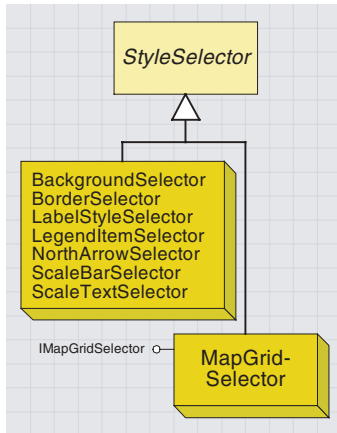 StyleSelector
BackgroundSelector
BorderSelector
LabelStyleSelector
LegendItemSelector
NorthArrowSelector
ScaleBarSelector
ScaleTextSelector
IMapGridSelector
MapGrid-
Selector